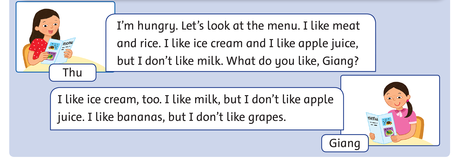 I'm hungry. Let's look at the menu. I like meat
and rice. I like ice cream and I like apple juice,
but I don't like milk. What do you like, Giang?
Thu
I like ice cream, too. I like milk, but I don't like apple
juice. I like bananas, but I don't like grapes.
Giang